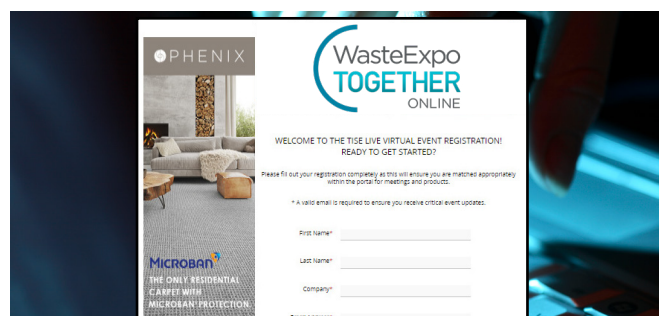 PHENIX
WasteExpo
TOGETHER
ONLINE
WELCOME TO THE TISE LIVE VIRTUAL EVENT REGISTRATION!
READY TO GET STARTED?
Please fill out your registration completely as this will ensure you are matched appropriately
within the portal for meetings and products.
* A valid email is required to ensure you receive critical event updates.
First Name*
Last Name*
Company*
MICROBAN
THE ONLY RESIDENTIAL
CARPET WITH
MICROBAN® PROTECTION.